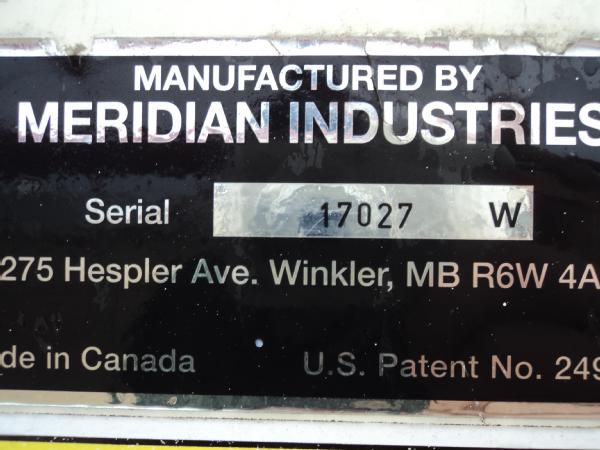 MANUFACTURED BY
MERIDIAN INDUSTRIES
Serial 17027 W
275 Hespler Ave. Winkler, MB R6W 4A
de in Canada U.S. Patent No. 249